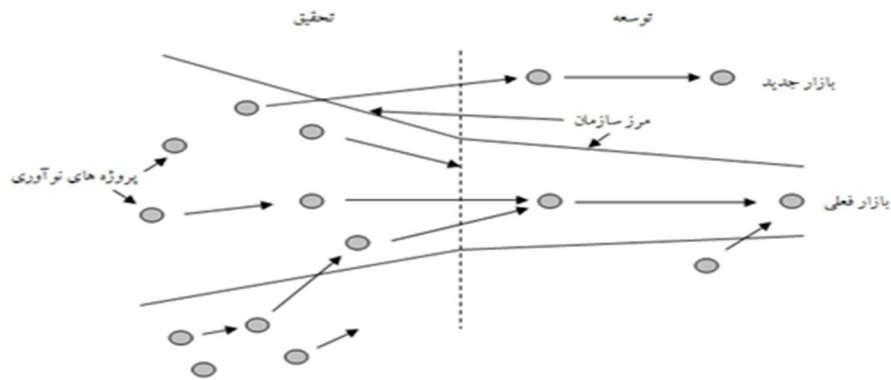 توسعه
تحقیق
بازار جدید
مرز سازمان
پروژه های نوآوری
بازار فعلی